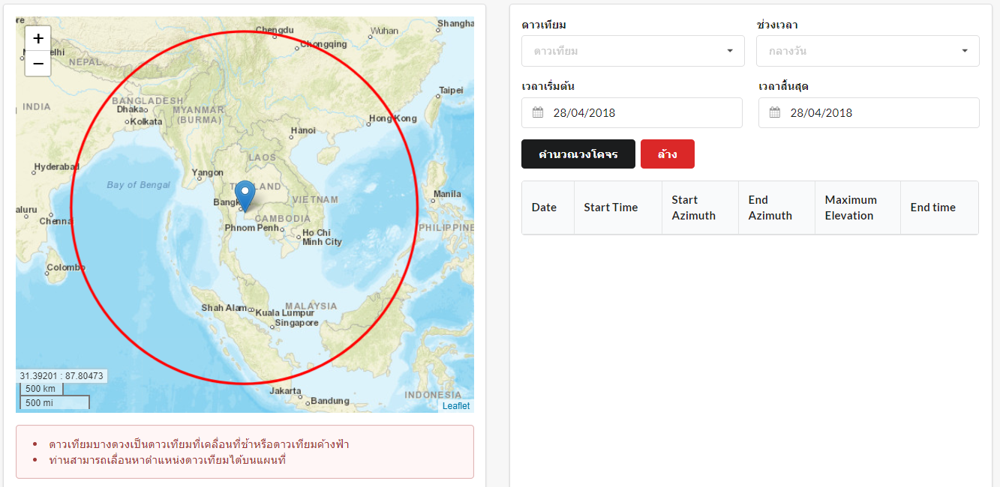 Chengdu
Wuhan
Chongqing
+
−
NEPAL
Taipei
INDIA
BANGLADESH
Dhaka
MYANMAR
(BURMA)
Kolkata
Hong Kong
Hanoi
LAOS
Hyderabad
Yangon
Bay of Bengal
THAILAND
VIETNAM
Manila
CAMBODIA
Chennai
Phnom Penh
PHILIPPINE
Ho Chi
Minh City
Colombo
MALAYSIA
Shah Alam
Kuala Lumpur
Singapore
31.39201 : 87.80473
500 km
500 mi
Jakarta
Bandung
INDONESIA
Leaflet
ดาวเทียมบางดวงเป็นดาวเทียมที่เคลื่อนที่ช้าหรือดาวเทียมค้างฟ้า
ท่านสามารถเลื่อนหาตำแหน่งดาวเทียมได้บนแผนที่
ดาวเทียม
ช่วงเวลา
ดาวเทียม
กลางวัน
เวลาเริ่มต้น
เวลาสิ้นสุด
28/04/2018
28/04/2018
คำนวณวงโคจร
ล้าง
Date
Start Time
Start
Azimuth
End
Azimuth
Maximum
Elevation
End time